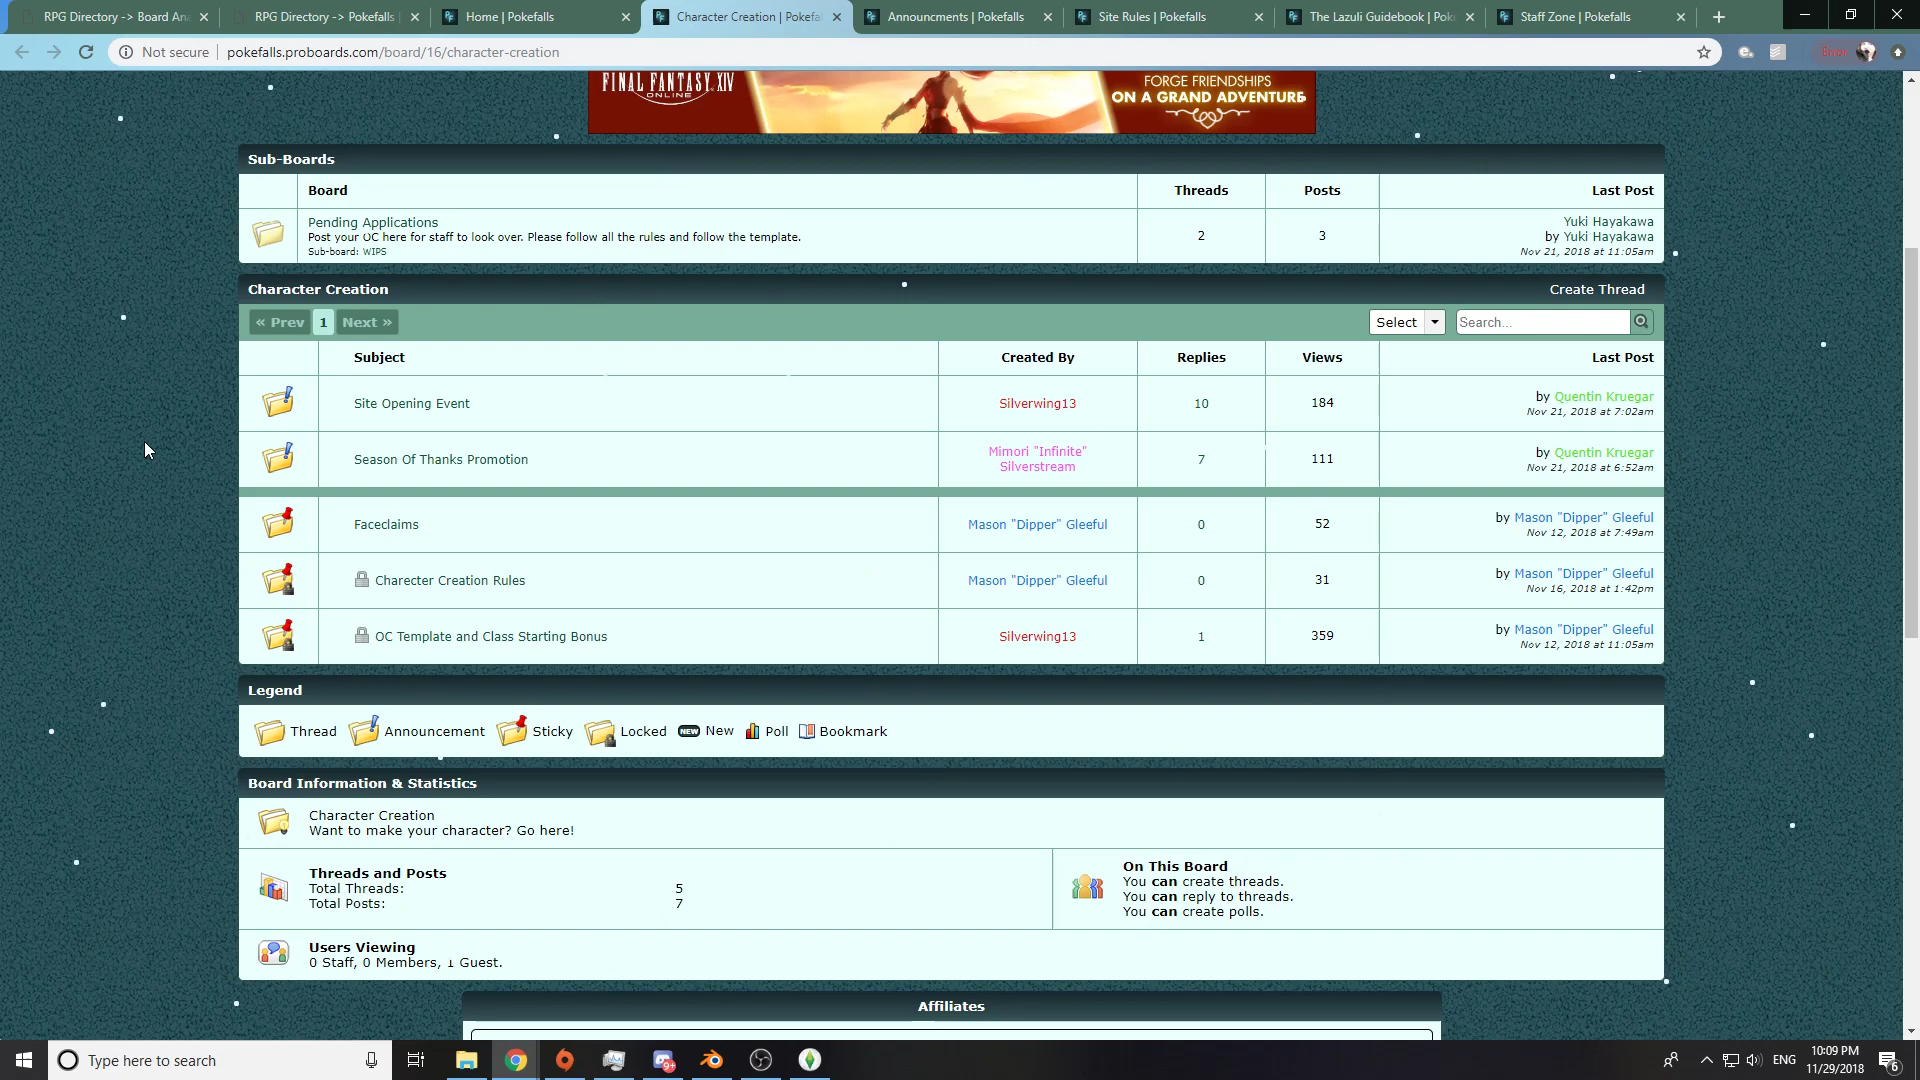 RPG Directory -> Board Ana
RPG Directory -> Pokefalls
Home | Pokefalls
Character Creation | Pokefal
Announcments | Pokefalls
Site Rules | Pokefalls
The Lazuli Guidebook | Pok
Staff Zone | Pokefalls
Not secure
pokefalls.proboards.com/board/16/character-creation
Error
FINAL FANTASY XIV
ONLINE
FORGE FRIENDSHIPS
ON A GRAND ADVENTURE
Sub-Boards
Board Threads Posts Last Post
Pending Applications
Post your OC here for staff to look over. Please follow all the rules and follow the template.
Sub-board: WIPS
2
3
Yuki Hayakawa
by Yuki Hayakawa
Nov 21, 2018 at 11:05am
Character Creation
Create Thread
« Prev 1 Next »
Select
Search...
Subject Created By Replies Views Last Post
Site Opening Event Silverwing13 10 184
by Quentin Kruegar
Nov 21, 2018 at 7:02am
Season Of Thanks Promotion
Mimori "Infinite"
Silverstream
7 111
by Quentin Kruegar
Nov 21, 2018 at 6:52am
Faceclaims Mason "Dipper" Gleeful 0 52
by Mason "Dipper" Gleeful
Nov 12, 2018 at 7:49am
Charecter Creation Rules Mason "Dipper" Gleeful 0 31
by Mason "Dipper" Gleeful
Nov 16, 2018 at 1:42pm
OC Template and Class Starting Bonus Silverwing13 1 359
by Mason "Dipper" Gleeful
Nov 12, 2018 at 11:05am
Legend
Thread Announcement Sticky Locked NEW New Poll Bookmark
Board Information & Statistics
Character Creation
Want to make your character? Go here!
Threads and Posts
Total Threads: 5
Total Posts: 7
On This Board
You can create threads.
You can reply to threads.
You can create polls.
Users Viewing
0 Staff, 0 Members, 1 Guest.
Affiliates
Type here to search
9+
ENG
10:09 PM
11/29/2018
6